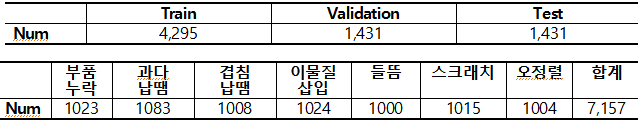 Train Validation Test
Num 4,295 1,431 1,431
부품 과다 겹침 이물질 들뜸 스크래치 오정렬 합계
누락 납땜 납땜 삽입
Num 1023 1083 1008 1024 1000 1015 1004 7,157